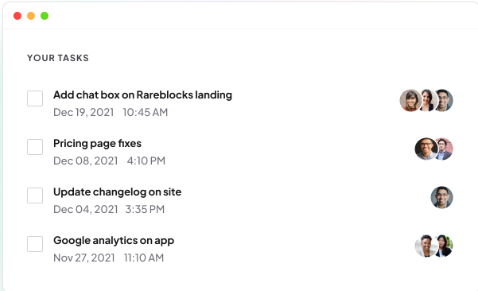 YOUR TASKS
Add chat box on Rareblocks landing
Dec 19, 2021 10:45 AM
Pricing page fixes
Dec 08, 2021 4:10 PM
Update changelog on site
Dec 04, 2021 3:35 PM
Google analytics on app
Nov 27, 2021 11:10 AM